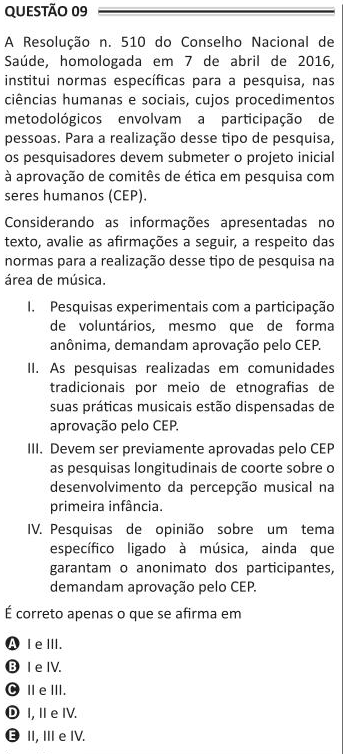 QUESTÃO 09
A Resolução n. 510 do Conselho Nacional de
Saúde, homologada em 7 de abril de 2016,
institui normas específicas para a pesquisa, nas
ciências humanas e sociais, cujos procedimentos
metodológicos envolvam a participação de
pessoas. Para a realização desse tipo de pesquisa,
os pesquisadores devem submeter o projeto inicial
à aprovação de comitês de ética em pesquisa com
seres humanos (CEP).
Considerando as informações apresentadas no
texto, avalie as afirmações a seguir, a respeito das
normas para a realização desse tipo de pesquisa na
área de música.
I. Pesquisas experimentais com a participação
de voluntários, mesmo que de forma
anônima, demandam aprovação pelo CEP.
II. As pesquisas realizadas em comunidades
tradicionais por meio de etnografias de
suas práticas musicais estão dispensadas de
aprovação pelo CEP.
III. Devem ser previamente aprovadas pelo CEP
as pesquisas longitudinais de coorte sobre o
desenvolvimento da percepção musical na
primeira infância.
IV. Pesquisas de opinião sobre um tema
específico ligado à música, ainda que
garantam o anonimato dos participantes,
demandam aprovação pelo CEP.
É correto apenas o que se afirma em
A I e III.
B I e IV.
C II e III.
D I, II e IV.
E II, III e IV.